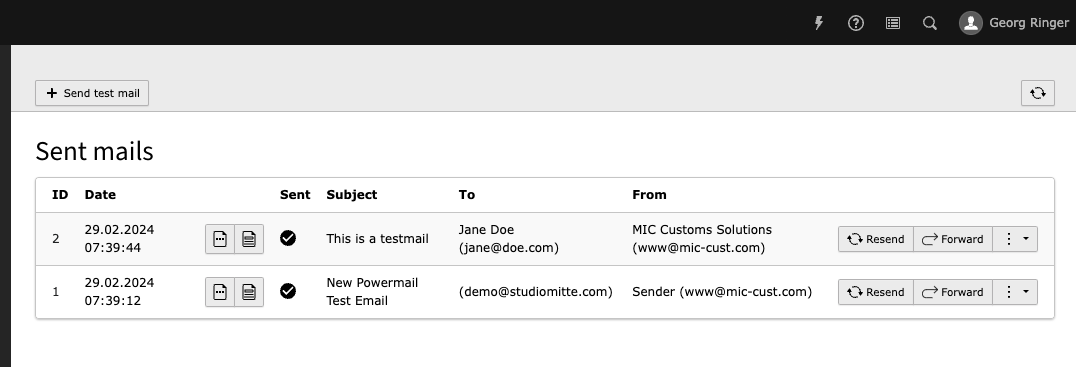 Georg Ringer
Send test mail
Sent mails
ID Date Sent Subject To From
2 29.02.2024 07:39:44 This is a testmail Jane Doe (jane@doe.com) MIC Customs Solutions (www@mic-cust.com) Resend Forward
1 29.02.2024 07:39:12 New Powermail Test Email (demo@studiomitte.com) Sender (www@mic-cust.com) Resend Forward